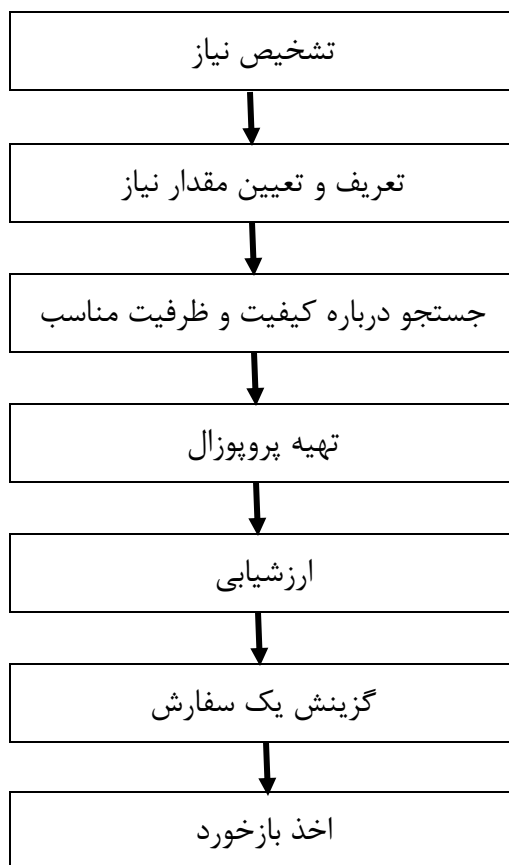 تشخیص نیاز
تعریف و تعیین مقدار نیاز
جستجو درباره کیفیت و ظرفیت مناسب
تهیه پروپوزال
ارزشیابی
گزینش یک سفارش
اخذ بازخورد